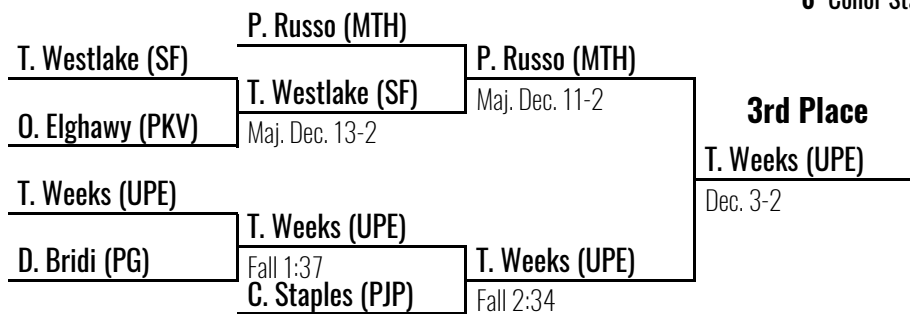 P. Russo (MTH)
T. Westlake (SF)
P. Russo (MTH)
T. Westlake (SF)
Maj. Dec. 11-2
3rd Place
O. Elghawy (PKV)
Maj. Dec. 13-2
T. Weeks (UPE)
T. Weeks (UPE)
Dec. 3-2
T. Weeks (UPE)
D. Bridi (PG)
Fall 1:37
T. Weeks (UPE)
C. Staples (PJP)
Fall 2:34